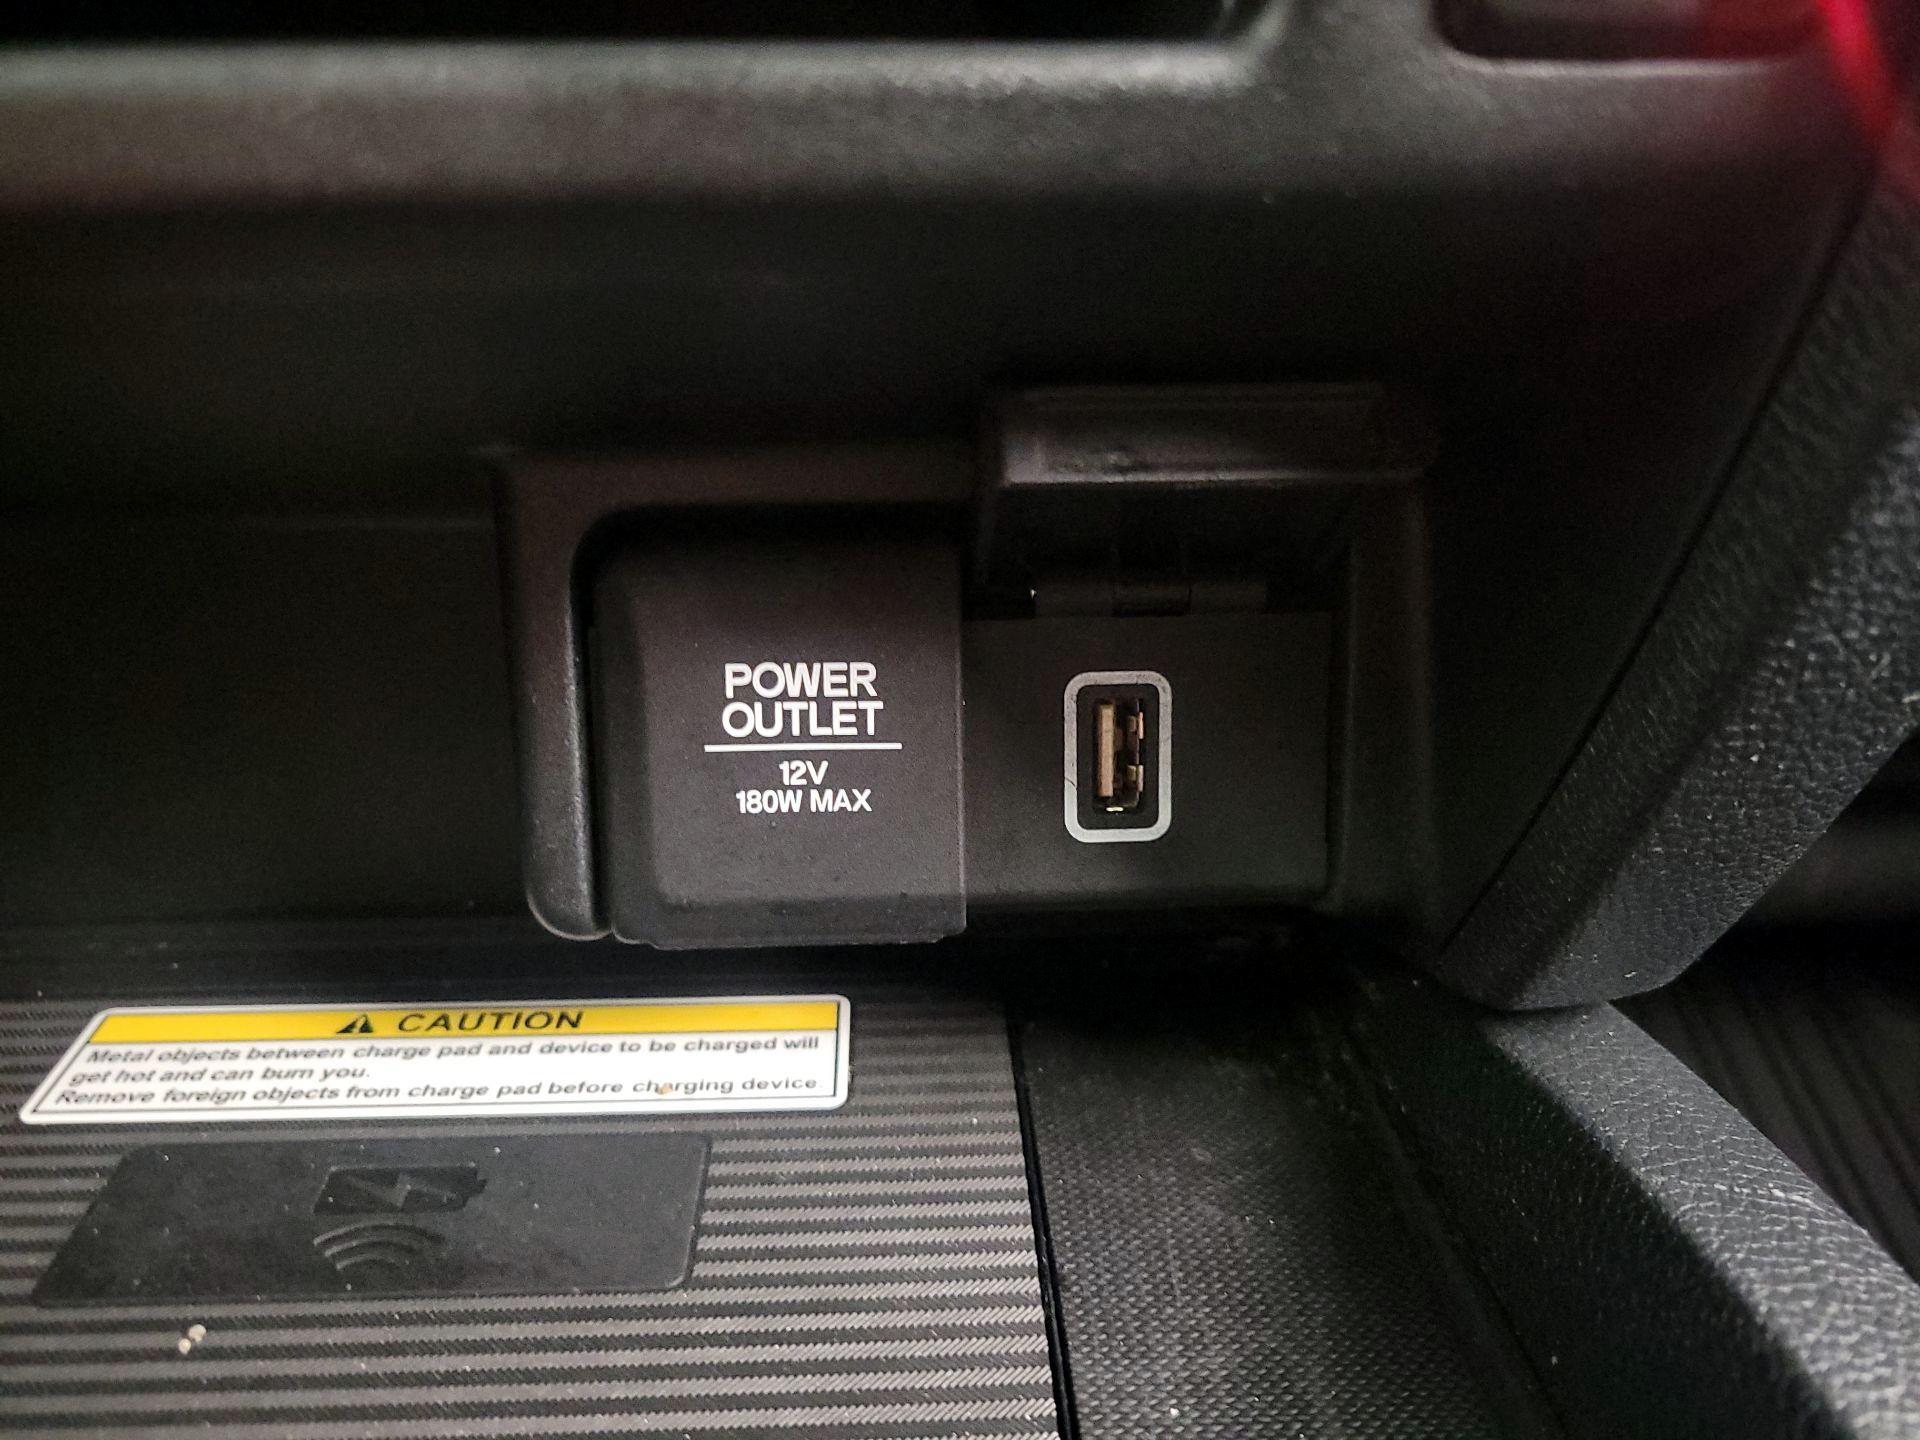 POWER
OUTLET
12V
180W MAX
CAUTION
Metal objects between charge pad and device to be charged will
get hot and can burn you.
Remove foreign objects from charge pad before charging device.